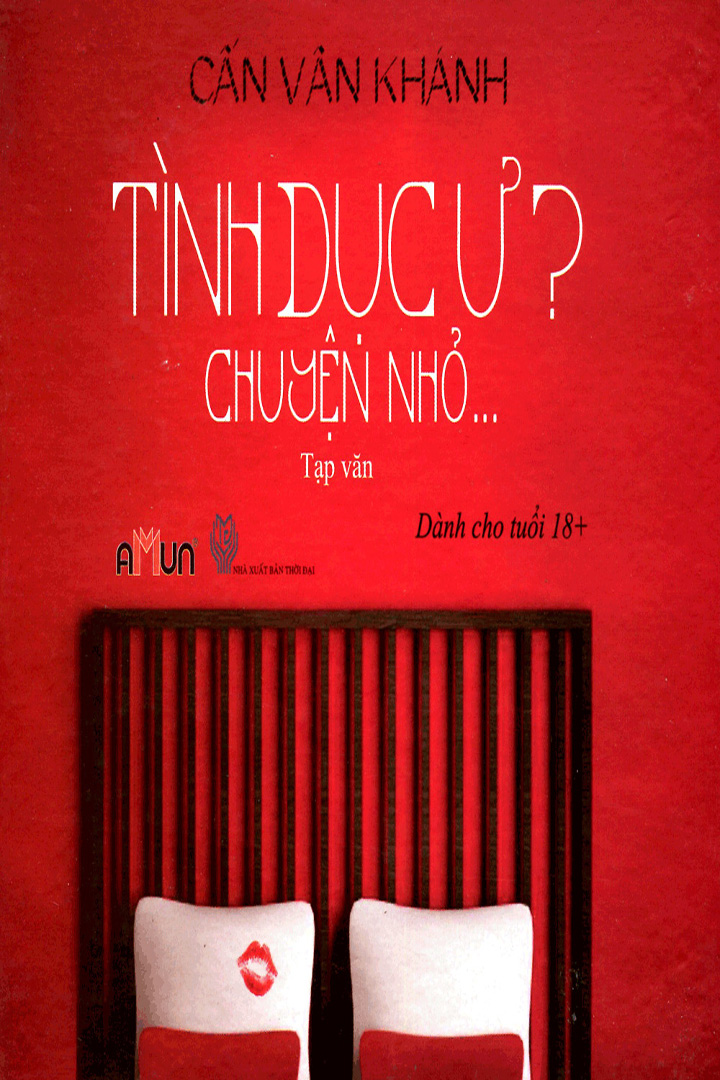 CẤN VÂN KHÁNH
TÌNH DỤC Ư?
CHUYỆN NHỎ...
Tạp văn
Dành cho tuổi 18+
AMUN
NHÀ XUẤT BẢN THỜI ĐẠI